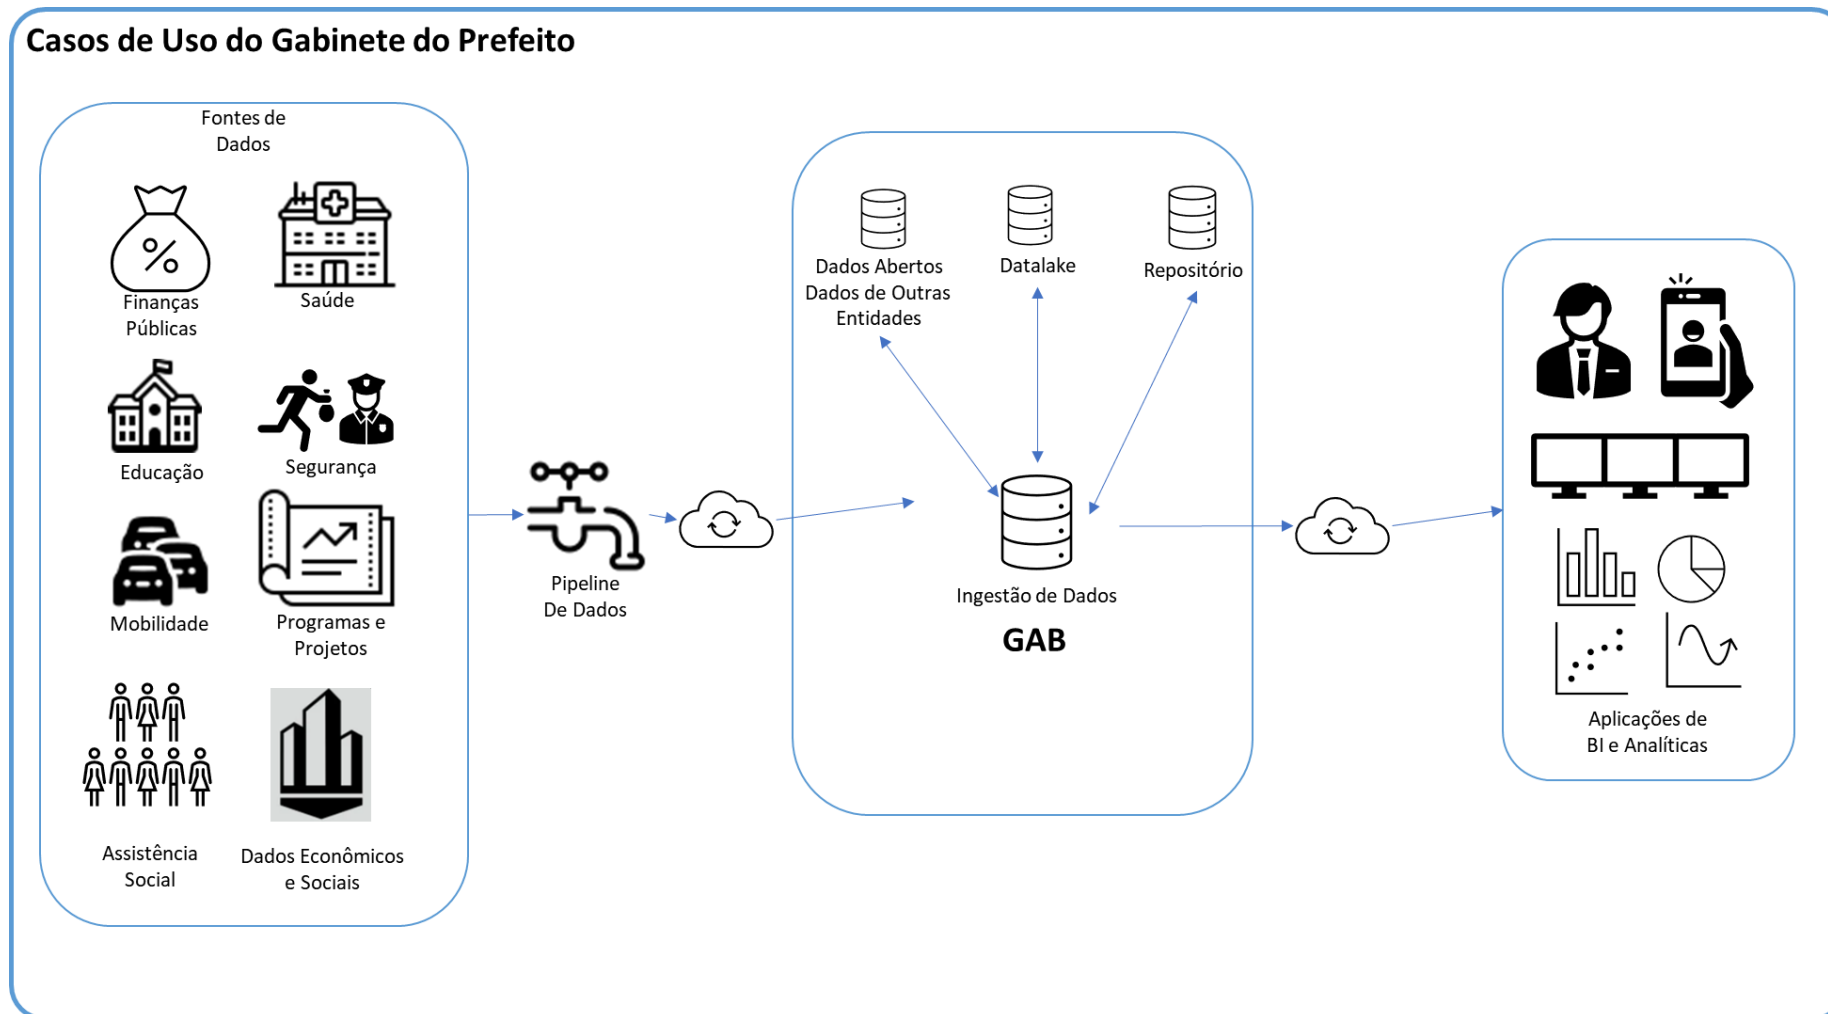 Casos de Uso do Gabinete do Prefeito
Fontes de
Dados
Finanças
Públicas
Saúde
Educação
Segurança
Mobilidade
Programas e
Projetos
Assistência
Social
Dados Econômicos
e Sociais
Pipeline
De Dados
Dados Abertos
Dados de Outras
Entidades
Datalake
Repositório
Ingestão de Dados
GAB
Aplicações de
BI e Analíticas